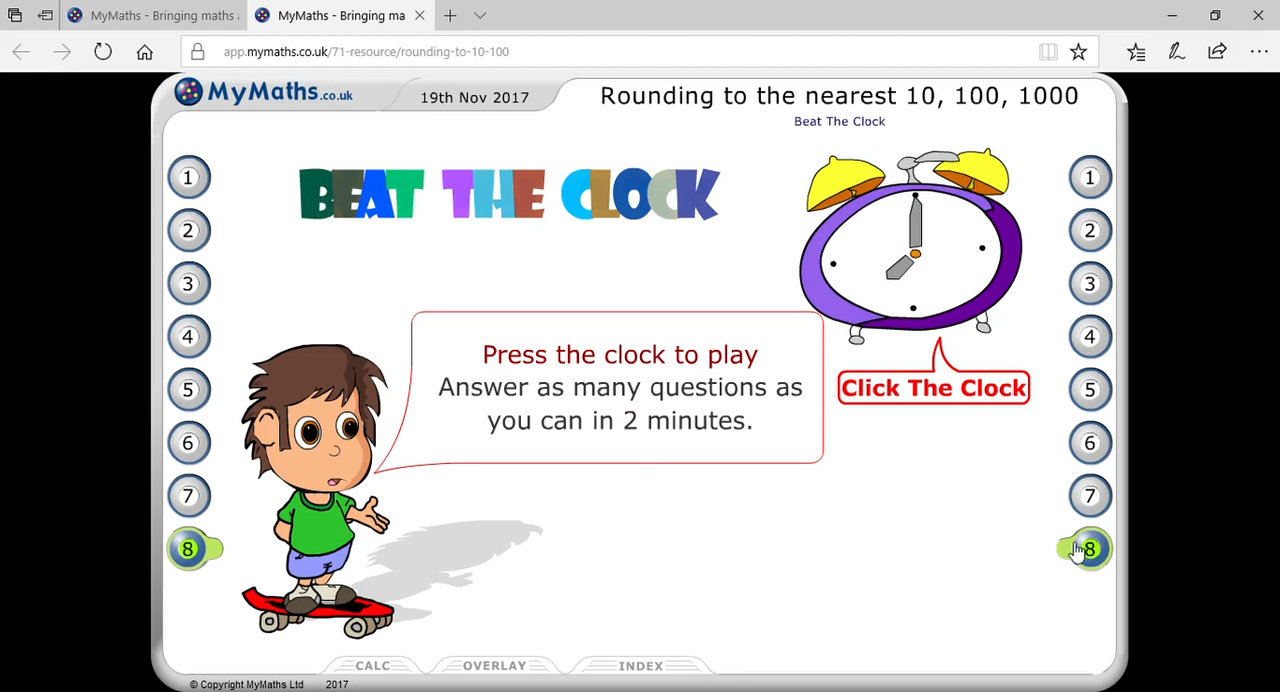 MyMaths - Bringing maths a
MyMaths - Bringing ma
app.mymaths.co.uk/71-resource/rounding-to-10-100
MyMaths.co.uk
19th Nov 2017
Rounding to the nearest 10, 100, 1000
Beat The Clock
BEAT THE CLOCK
1
2
3
4
5
6
7
8
Press the clock to play
Answer as many questions as
you can in 2 minutes.
Click The Clock
1
2
3
4
5
6
7
8
CALC
OVERLAY
INDEX
© Copyright MyMaths Ltd 2017